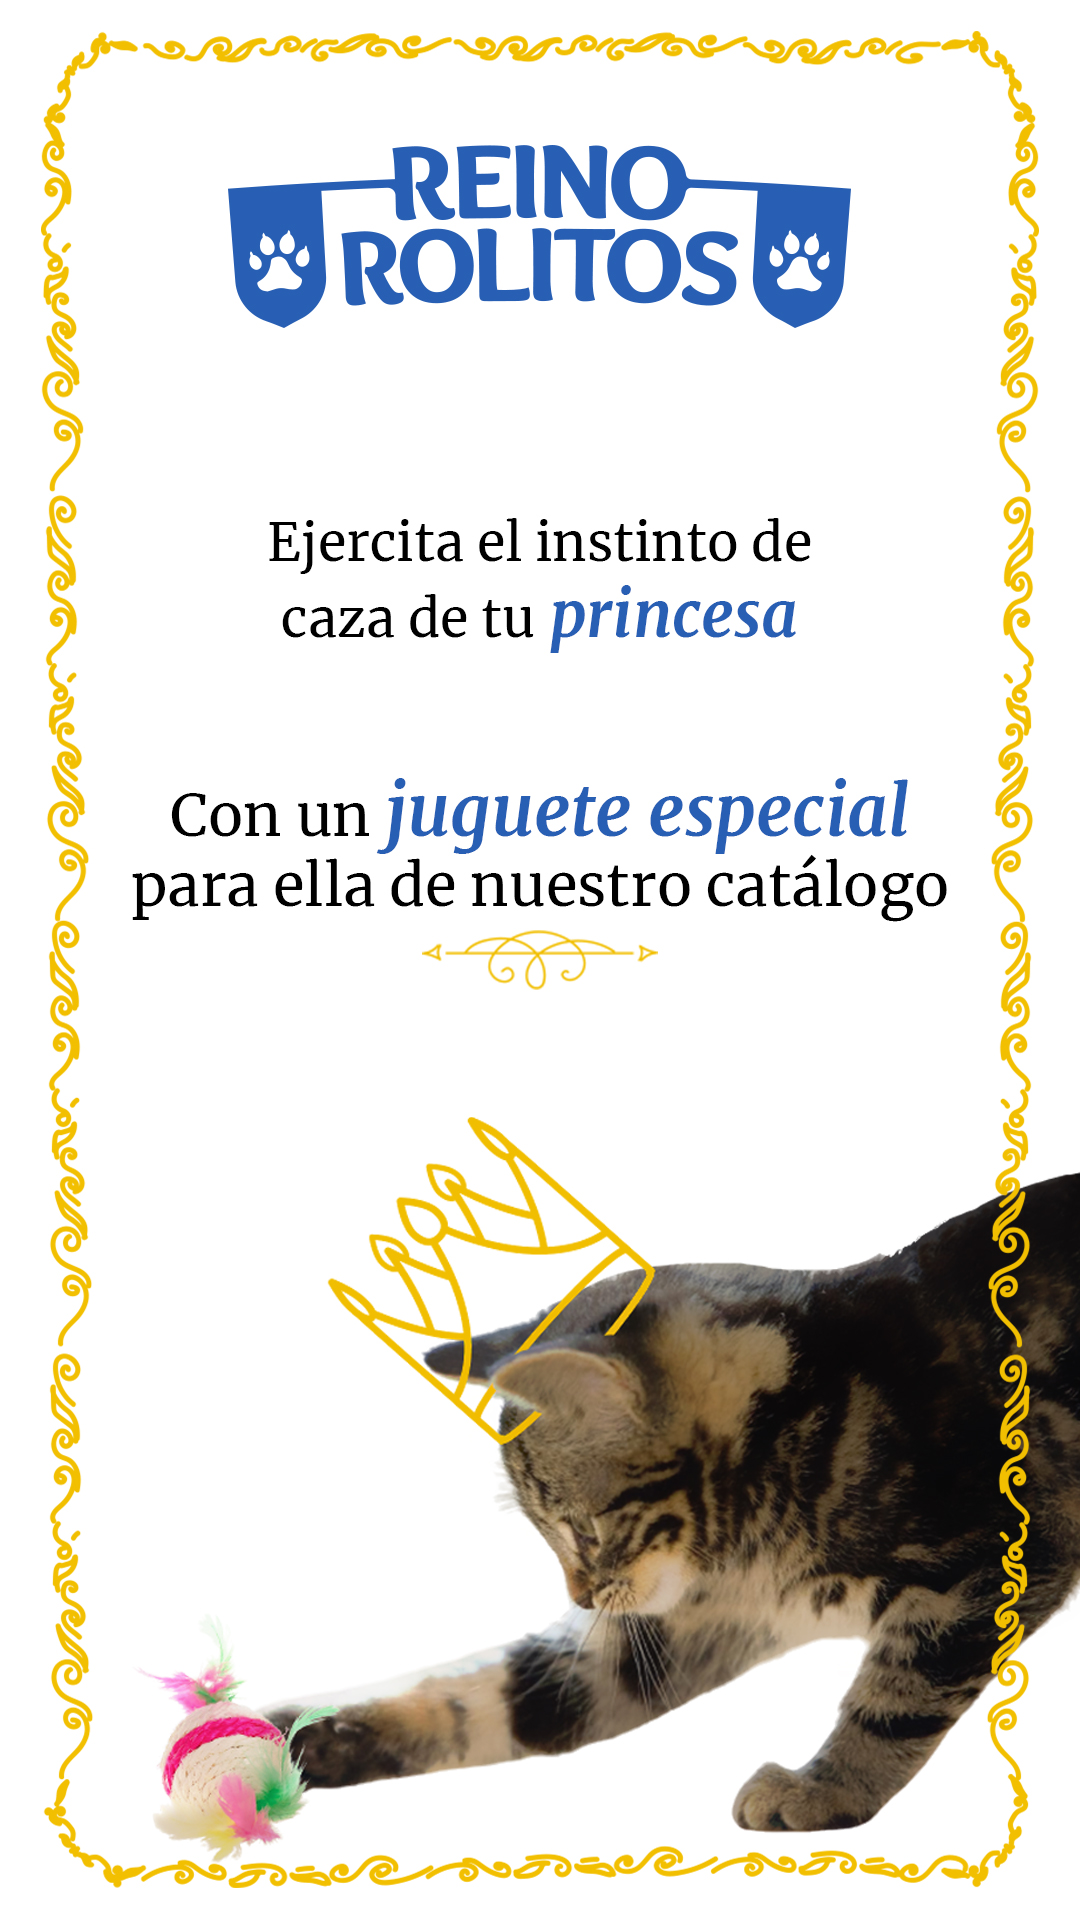 REINO
ROLITOS
Ejercita el instinto de
caza de tu princesa
Con un juguete especial
para ella de nuestro catálogo